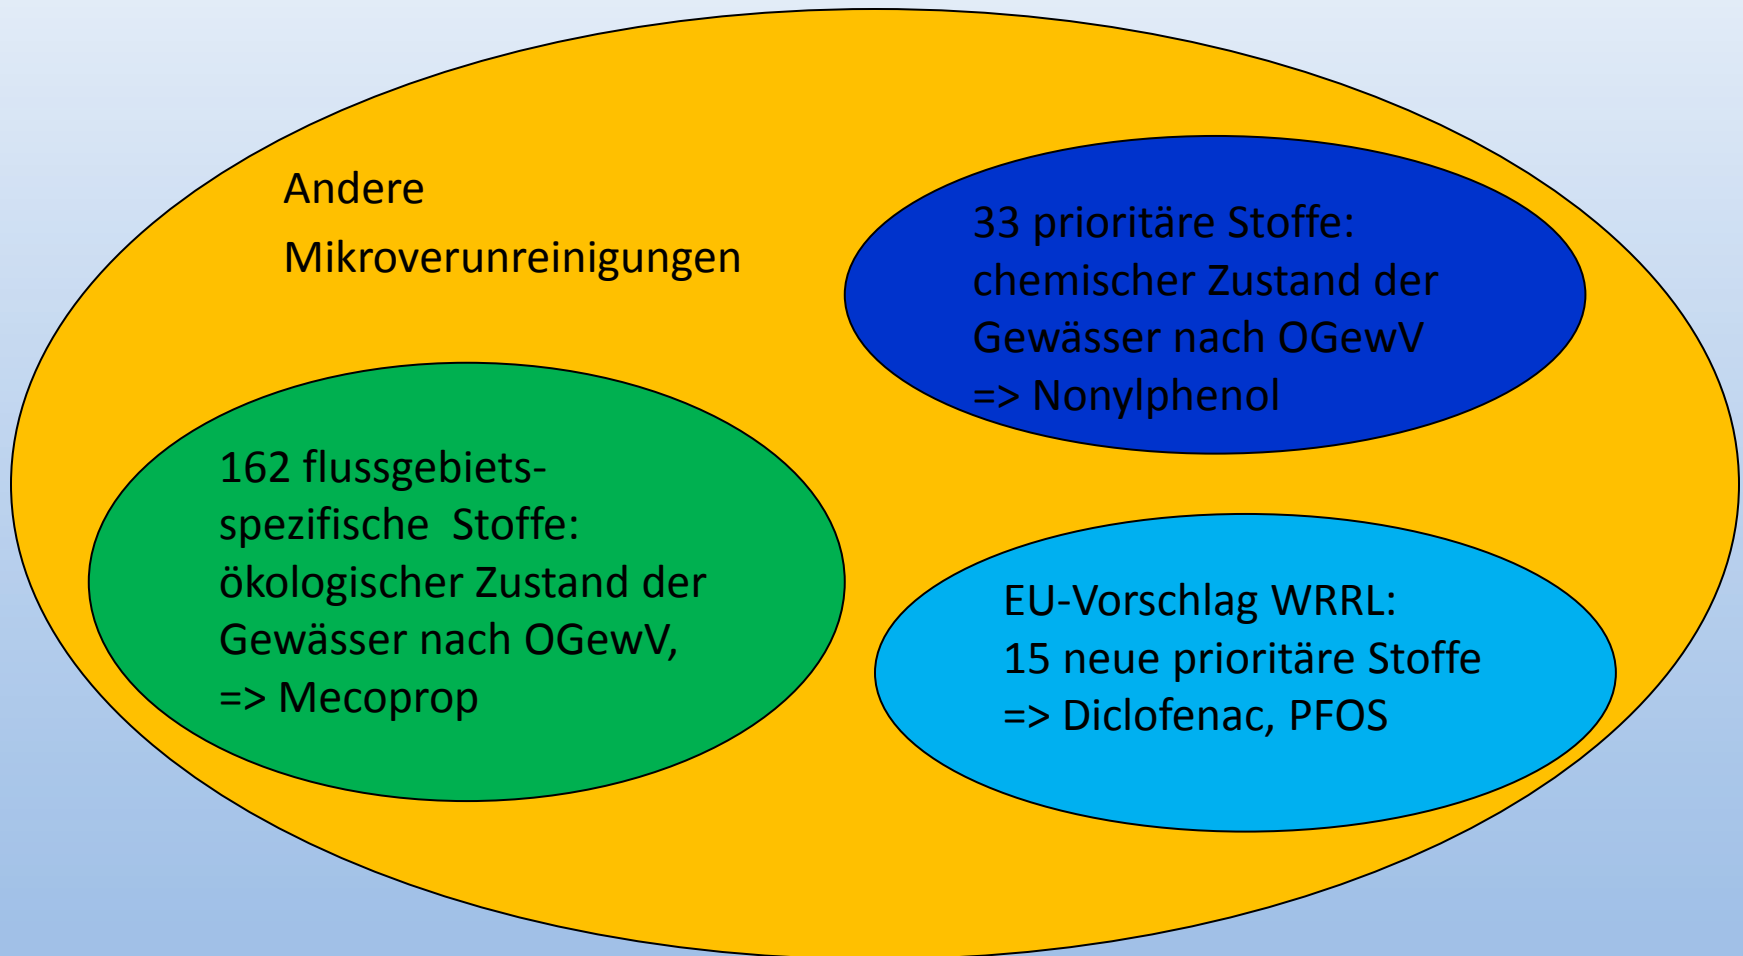 Andere
Mikroverunreinigungen
33 prioritäre Stoffe:
chemischer Zustand der
Gewässer nach OGewV
=> Nonylphenol
162 flussgebiets-
spezifische  Stoffe:
ökologischer Zustand der
Gewässer nach OGewV,
=> Mecoprop
EU-Vorschlag WRRL:
15 neue prioritäre Stoffe
=> Diclofenac, PFOS